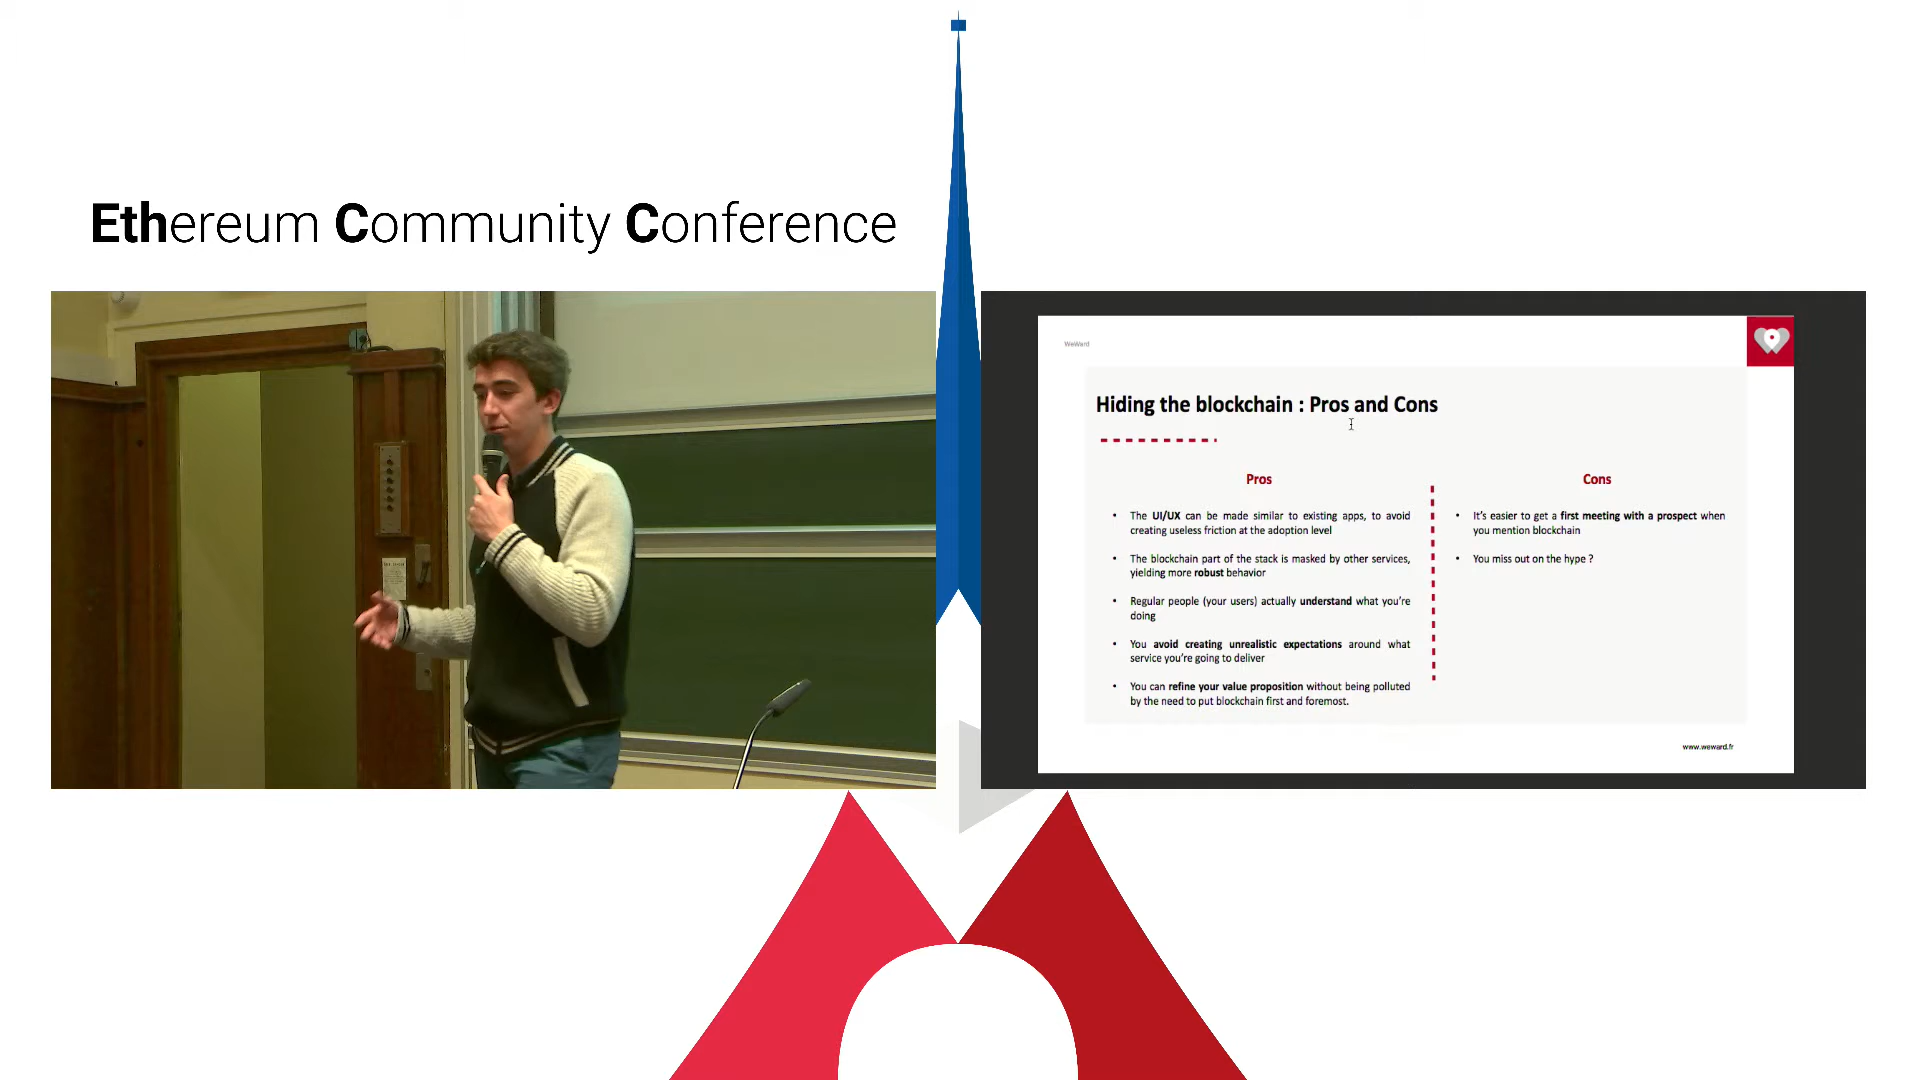 Ethereum Community Conference
WeWard
Hiding the blockchain : Pros and Cons
Pros
• The UI/UX can be made similar to existing apps, to avoid
creating useless friction at the adoption level
• The blockchain part of the stack is masked by other services,
yielding more robust behavior
• Regular people (your users) actually understand what you're
doing
• You avoid creating unrealistic expectations around what
service you're going to deliver
• You can refine your value proposition without being polluted
by the need to put blockchain first and foremost.
Cons
• It's easier to get a first meeting with a prospect when
you mention blockchain
• You miss out on the hype ?
www.weward.fr